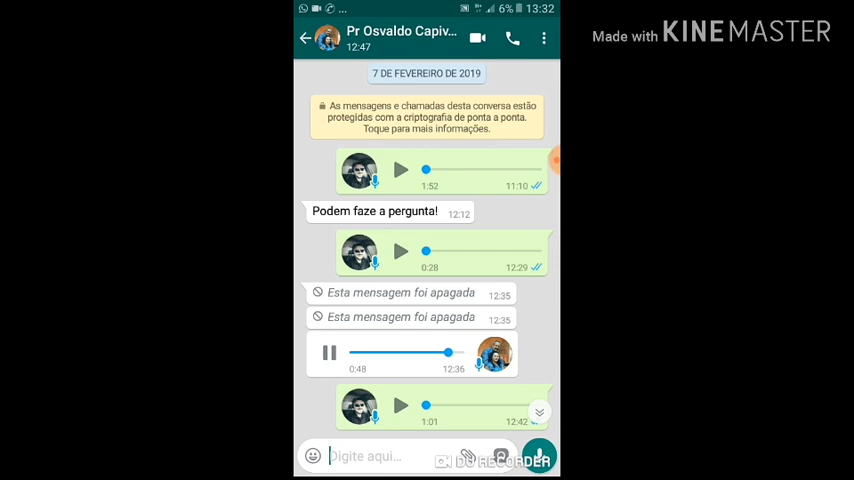 ... 6% 13:32
Pr Osvaldo Capiv...
12:47
Made with KINEMASTER
7 DE FEVEREIRO DE 2019
As mensagens e chamadas desta conversa estão
protegidas com a criptografia de ponta a ponta.
Toque para mais informações.
1:52 11:10
Podem faze a pergunta! 12:12
0:28 12:29
Esta mensagem foi apagada 12:35
Esta mensagem foi apagada 12:35
0:48 12:36
1:01 12:42
Digite aqui...
DU RECORDER